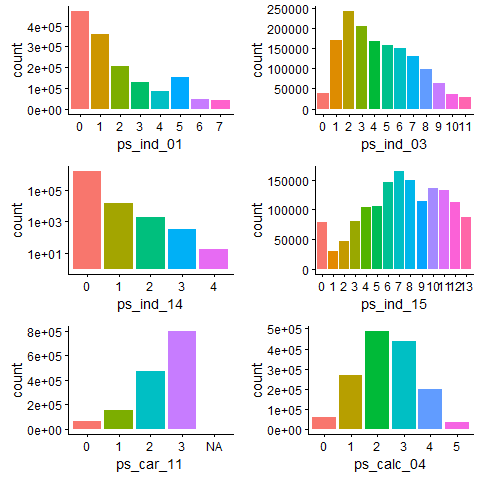 count
4e+05
3e+05
2e+05
1e+05
0e+00
0 1 2 3 4 5 6 7
ps_ind_01
count
250000
200000
150000
100000
50000
0
0 1 2 3 4 5 6 7 8 9 10 11
ps_ind_03
count
1e+05
1e+03
1e+01
0 1 2 3 4
ps_ind_14
count
150000
100000
50000
0
0 1 2 3 4 5 6 7 8 9 10 11 12 13
ps_ind_15
count
8e+05
6e+05
4e+05
2e+05
0e+00
0 1 2 3 NA
ps_car_11
count
5e+05
4e+05
3e+05
2e+05
1e+05
0e+00
0 1 2 3 4 5
ps_calc_04